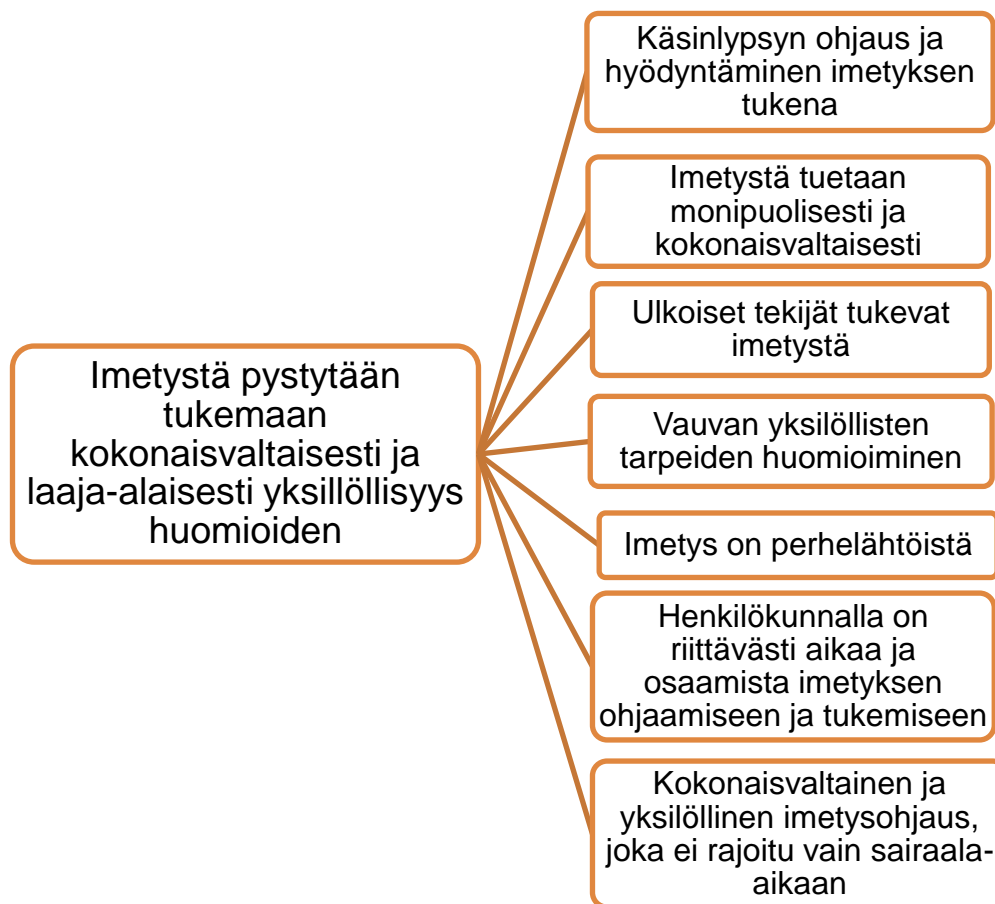 Imetystä pystytään
tukemaan
kokonaisvaltaisesti ja
laaja-alaisesti yksillöllisyys
huomioiden
Käsinlypsyn ohjaus ja
hyödyntäminen imetyksen
tukena
Imetystä tuetaan
monipuolisesti ja
kokonaisvaltaisesti
Ulkoiset tekijät tukevat
imetystä
Vauvan yksilöllisten
tarpeiden huomioiminen
Imetys on perhelähtöistä
Henkilökunnalla on
riittävästi aikaa ja
osaamista imetyksen
ohjaamiseen ja tukemiseen
Kokonaisvaltainen ja
yksilöllinen imetysohjaus,
joka ei rajoitu vain sairaala-
aikaan